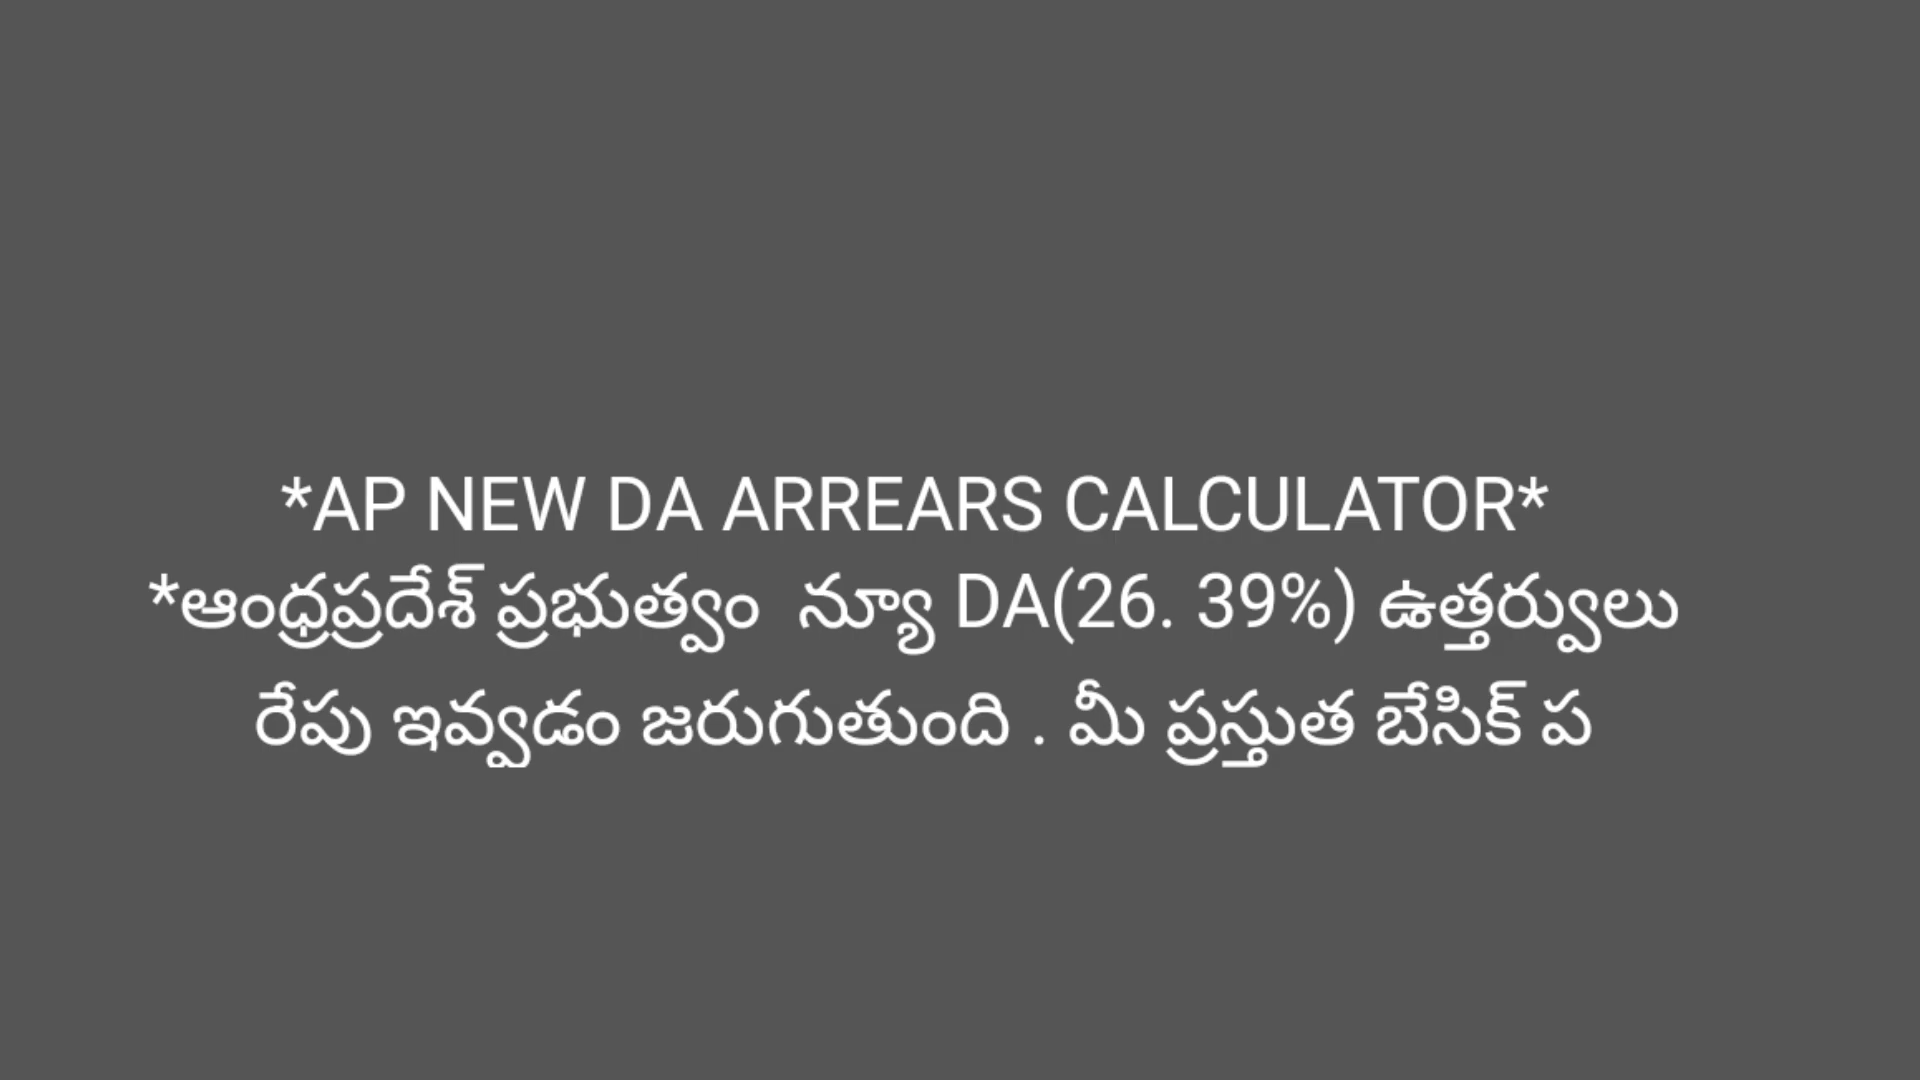 *AP NEW DA ARREARS CALCULATOR*
*ఆంధ్రప్రదేశ్ ప్రభుత్వం  న్యూ DA(26. 39%) ఉత్తర్వులు
రేపు ఇవ్వడం జరుగుతుంది . మీ ప్రస్తుత బేసిక్ ప